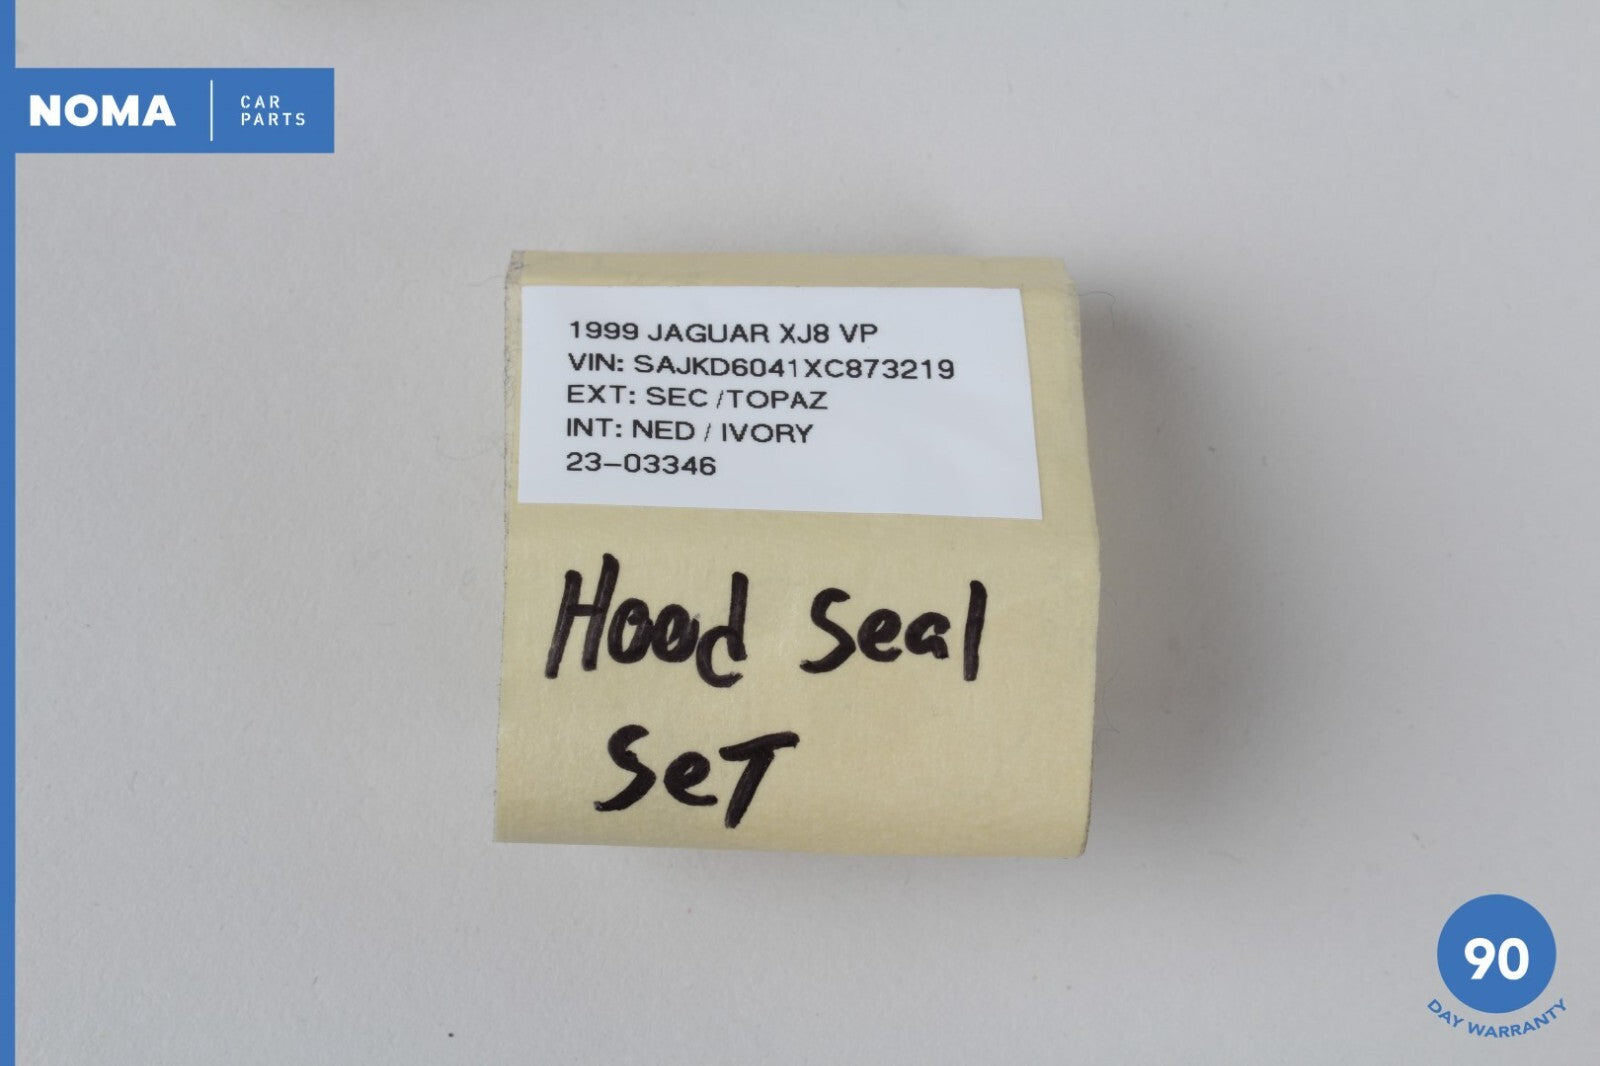 NOMA
CAR
PARTS
1999 JAGUAR XJ8 VP
VIN: SAJKD6041XC873219
EXT: SEC /TOPAZ
INT: NED / IVORY
23-03346
Hood Seal
SeT
90
DAY WARRANTY